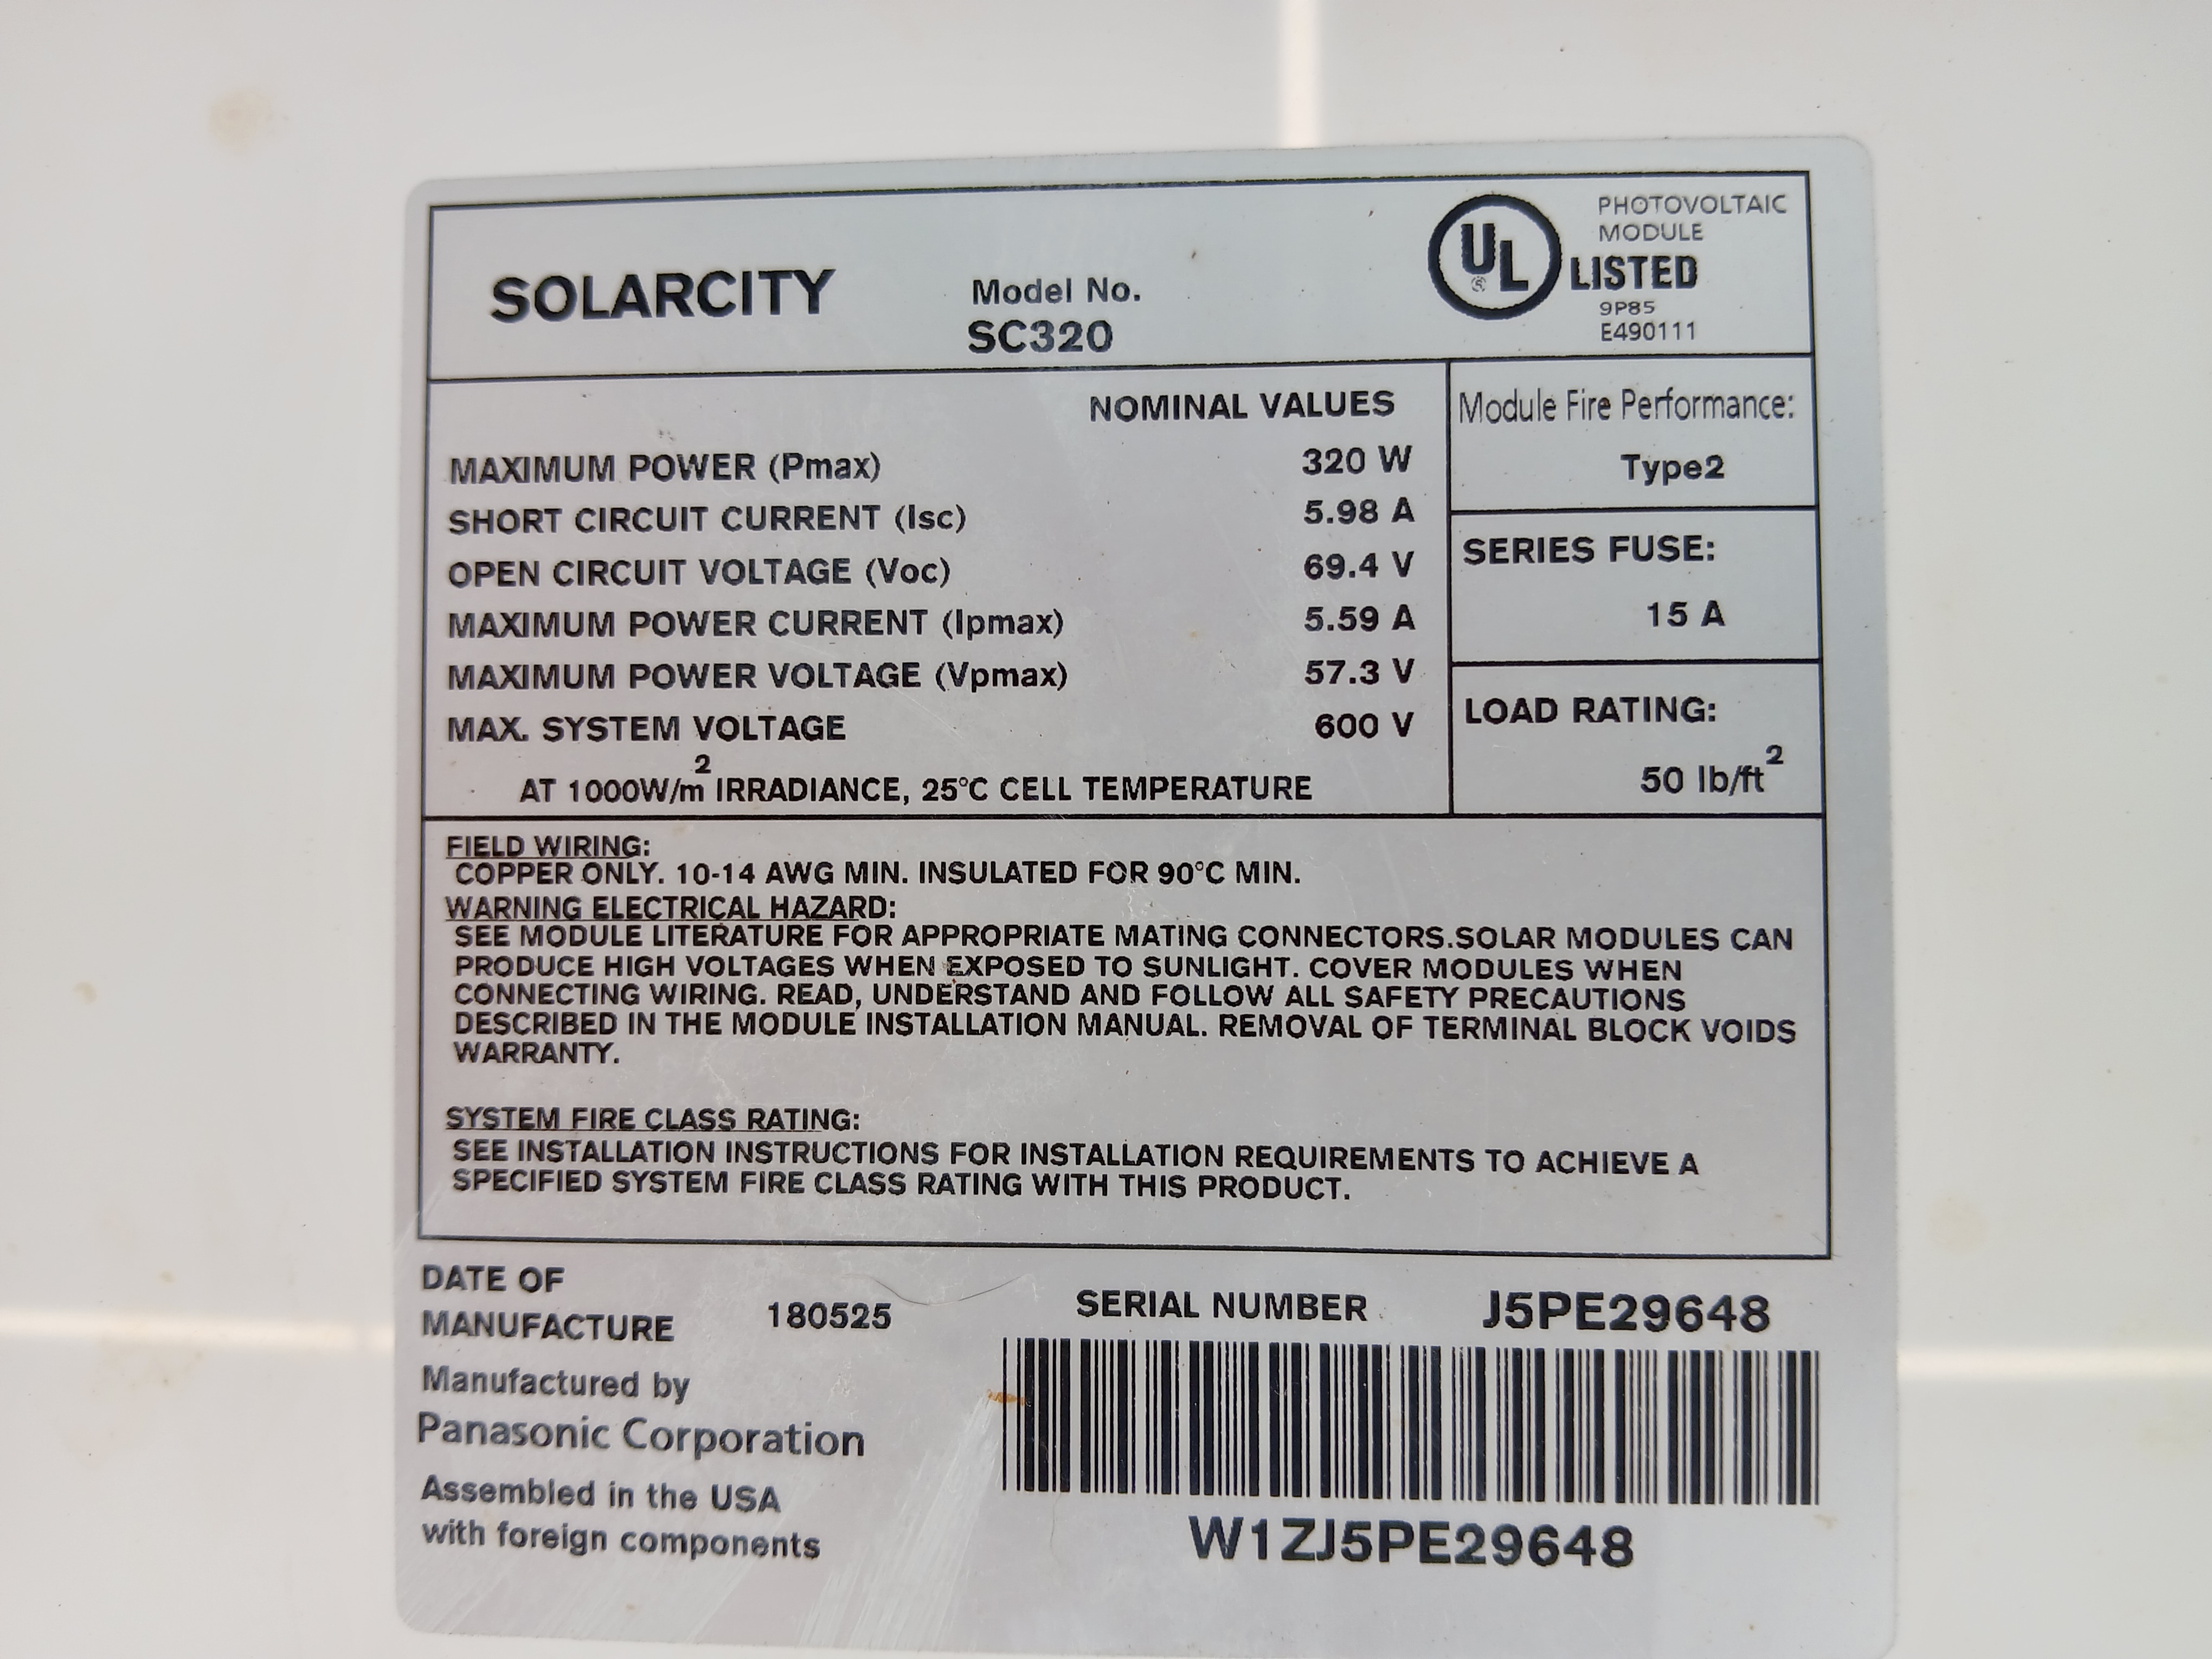 SOLARCITY
Model No.
SC320
UL
PHOTOVOLTAIC
MODULE
LISTED
9P85
E490111
NOMINAL VALUES
MAXIMUM POWER (Pmax) 320 W
SHORT CIRCUIT CURRENT (Isc) 5.98 A
OPEN CIRCUIT VOLTAGE (Voc) 69.4 V
MAXIMUM POWER CURRENT (Ipmax) 5.59 A
MAXIMUM POWER VOLTAGE (Vpmax) 57.3 V
MAX. SYSTEM VOLTAGE 600 V
AT 1000W/m² IRRADIANCE, 25°C CELL TEMPERATURE
Module Fire Performance:
Type2
SERIES FUSE:
15 A
LOAD RATING:
50 lb/ft²
FIELD WIRING:
COPPER ONLY. 10-14 AWG MIN. INSULATED FOR 90°C MIN.
WARNING ELECTRICAL HAZARD:
SEE MODULE LITERATURE FOR APPROPRIATE MATING CONNECTORS.SOLAR MODULES CAN
PRODUCE HIGH VOLTAGES WHEN EXPOSED TO SUNLIGHT. COVER MODULES WHEN
CONNECTING WIRING. READ, UNDERSTAND AND FOLLOW ALL SAFETY PRECAUTIONS
DESCRIBED IN THE MODULE INSTALLATION MANUAL. REMOVAL OF TERMINAL BLOCK VOIDS
WARRANTY.
SYSTEM FIRE CLASS RATING:
SEE INSTALLATION INSTRUCTIONS FOR INSTALLATION REQUIREMENTS TO ACHIEVE A
SPECIFIED SYSTEM FIRE CLASS RATING WITH THIS PRODUCT.
DATE OF
MANUFACTURE 180525
Manufactured by
Panasonic Corporation
Assembled in the USA
with foreign components
SERIAL NUMBER J5PE29648
W1ZJ5PE29648